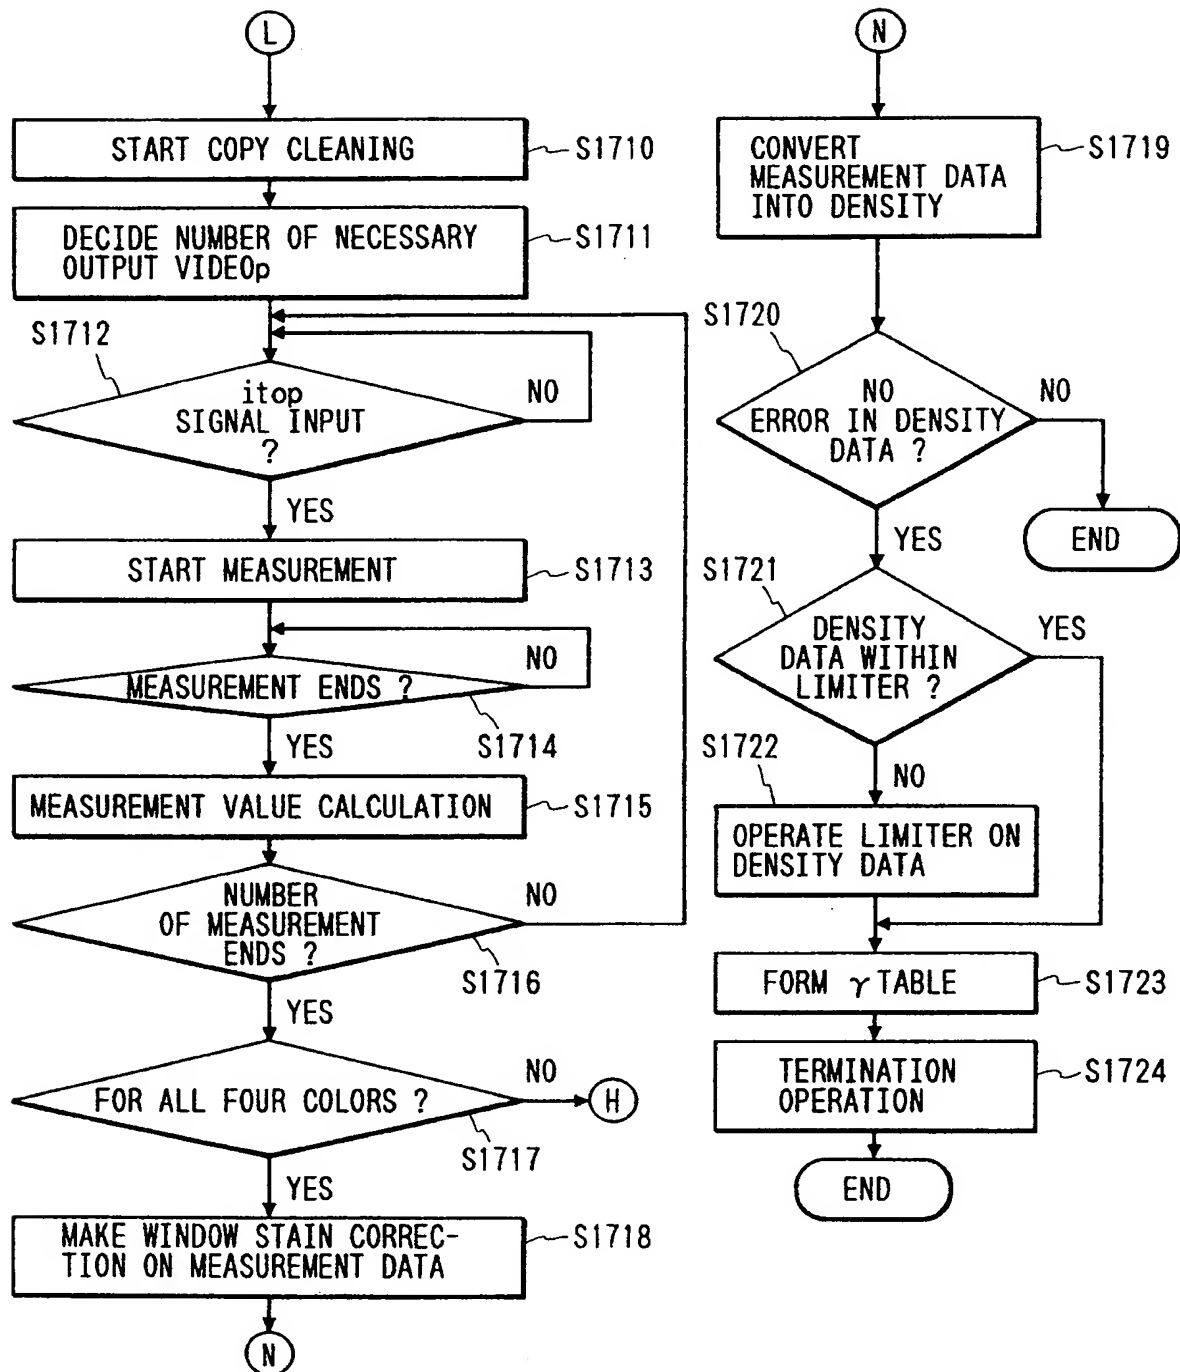 L
START COPY CLEANING
S1710
DECIDE NUMBER OF NECESSARY
OUTPUT VIDEOp
S1711
S1712
itop
SIGNAL INPUT
?
NO
YES
START MEASUREMENT
S1713
MEASUREMENT ENDS ?
NO
S1714
YES
MEASUREMENT VALUE CALCULATION
S1715
NUMBER
OF MEASUREMENT
ENDS ?
NO
S1716
YES
FOR ALL FOUR COLORS ?
NO
H
S1717
YES
MAKE WINDOW STAIN CORREC-
TION ON MEASUREMENT DATA
S1718
N
N
CONVERT
MEASUREMENT DATA
INTO DENSITY
S1719
S1720
NO
ERROR IN DENSITY
DATA ?
NO
END
YES
S1721
DENSITY
DATA WITHIN
LIMITER ?
YES
S1722
NO
OPERATE LIMITER ON
DENSITY DATA
FORM γ TABLE
S1723
TERMINATION
OPERATION
S1724
END